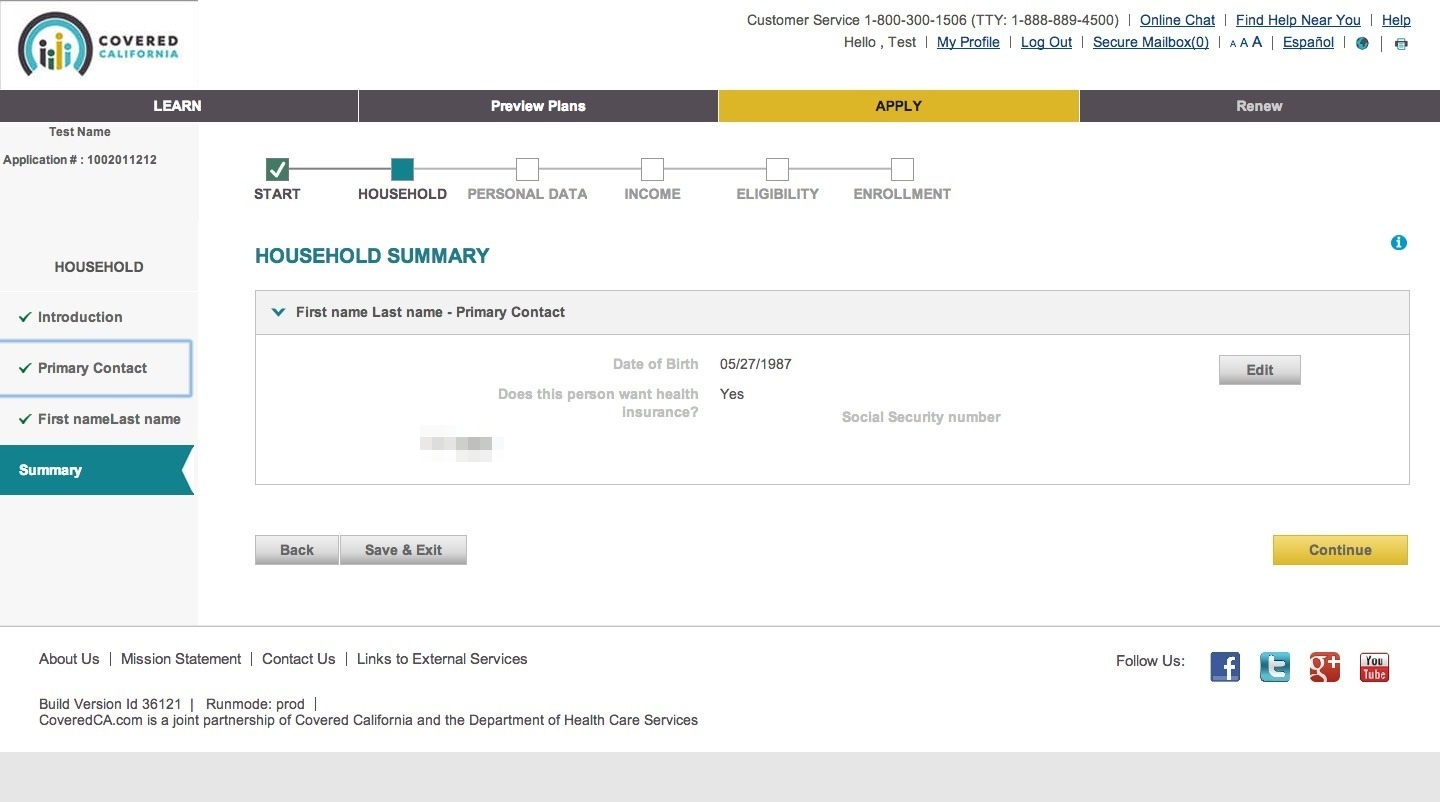 COVERED
CALIFORNIA
Customer Service 1-800-300-1506 (TTY: 1-888-889-4500) | Online Chat | Find Help Near You | Help
Hello , Test | My Profile | Log Out | Secure Mailbox(0) | A A A | Español |
LEARN Preview Plans APPLY Renew
Test Name
Application # : 1002011212
START HOUSEHOLD PERSONAL DATA INCOME ELIGIBILITY ENROLLMENT
HOUSEHOLD
Introduction
Primary Contact
First nameLast name
Summary
HOUSEHOLD SUMMARY
First name Last name - Primary Contact
Date of Birth 05/27/1987
Edit
Does this person want health Yes
insurance?
Social Security number
Back Save & Exit Continue
About Us | Mission Statement | Contact Us | Links to External Services
Follow Us:
f t g+ You
Tube
Build Version Id 36121 | Runmode: prod |
CoveredCA.com is a joint partnership of Covered California and the Department of Health Care Services